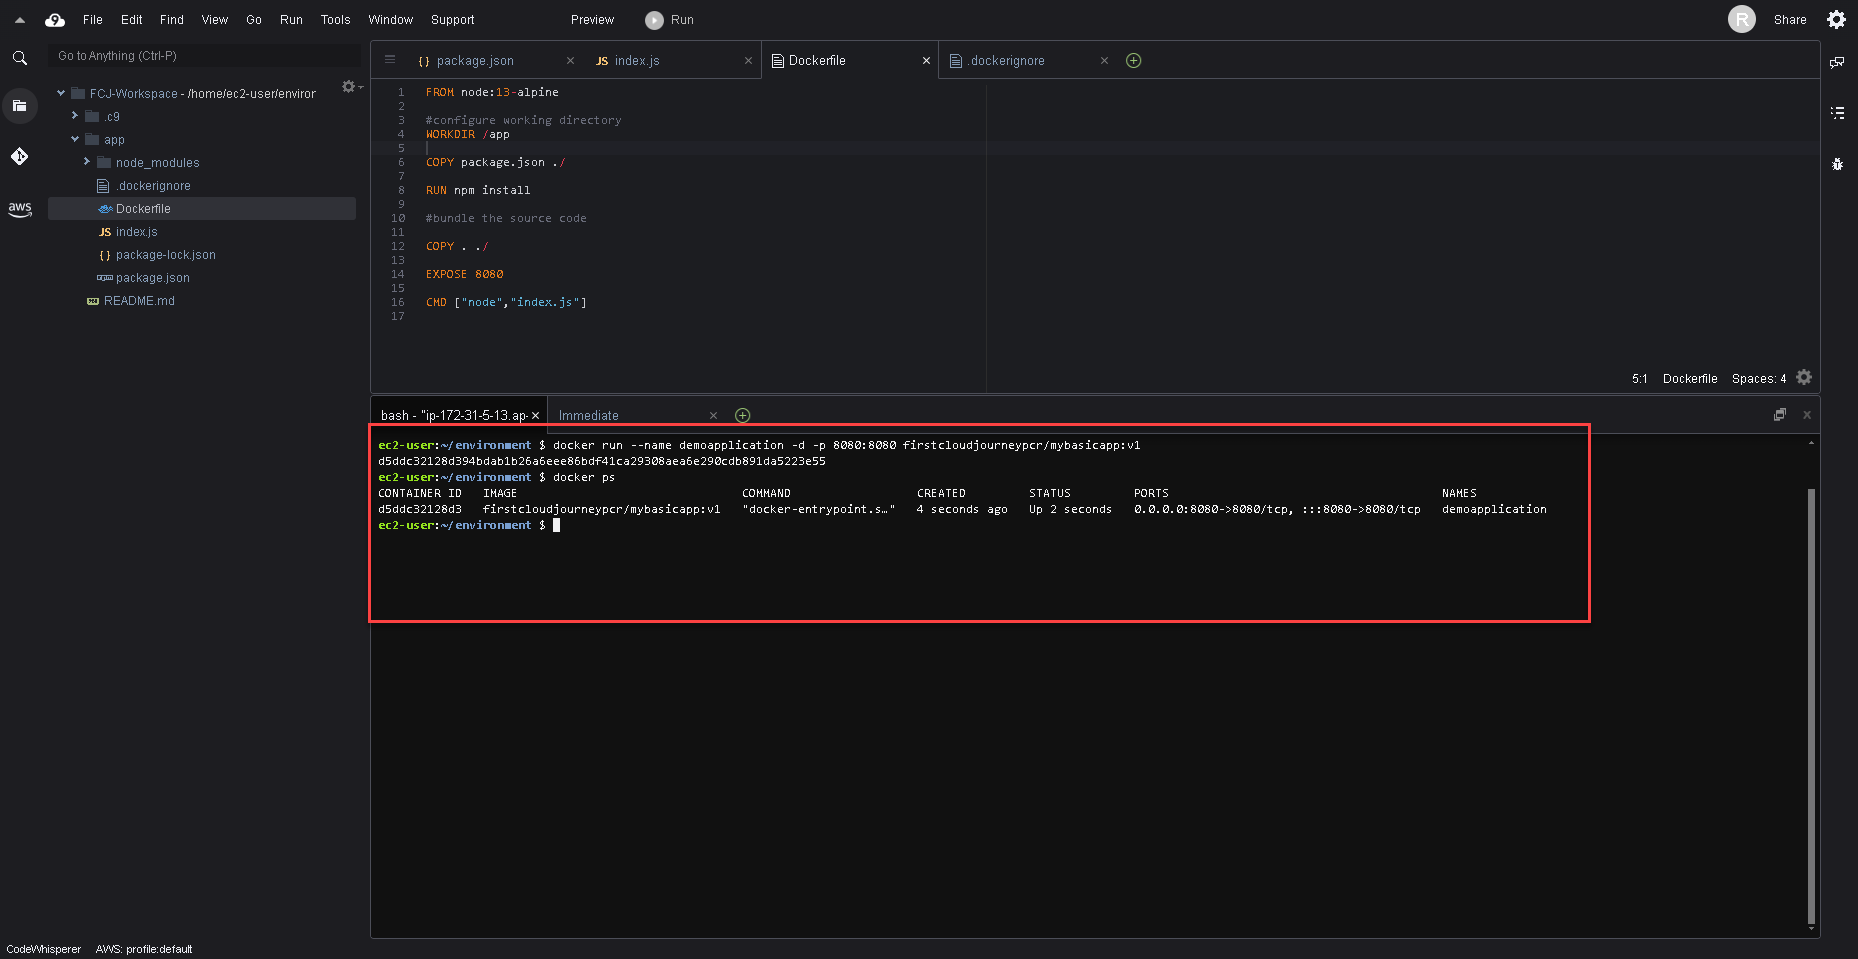 9 File Edit Find View Go Run Tools Window Support Preview Run R Share
Go to Anything (Ctrl-P)
FCJ-Workspace - /home/ec2-user/enviror
.c9
app
node_modules
.dockerignore
Dockerfile
JS index.js
{ } package-lock.json
package.json
README.md
aws
{ } package.json
JS index.js
Dockerfile
.dockerignore
1 FROM node:13-alpine
2
3 #configure working directory
4 WORKDIR /app
5
6 COPY package.json ./
7
8 RUN npm install
9
10 #bundle the source code
11
12 COPY . ./
13
14 EXPOSE 8080
15
16 CMD ["node","index.js"]
17
5:1 Dockerfile Spaces: 4
bash - "ip-172-31-5-13.ap- Immediate
ec2-user:~/environment $ docker run --name demoapplication -d -p 8080:8080 firstcloudjourneypcr/mybasicapp:v1
d5ddc32128d394bdab1b26a6eee86bdf41ca29308aea6e290cdb891da5223e55
ec2-user:~/environment $ docker ps
CONTAINER ID IMAGE COMMAND CREATED STATUS PORTS NAMES
d5ddc32128d3 firstcloudjourneypcr/mybasicapp:v1 "docker-entrypoint.s…" 4 seconds ago Up 2 seconds 0.0.0.0:8080->8080/tcp, :::8080->8080/tcp demoapplication
ec2-user:~/environment $
CodeWhisperer AWS: profile:default